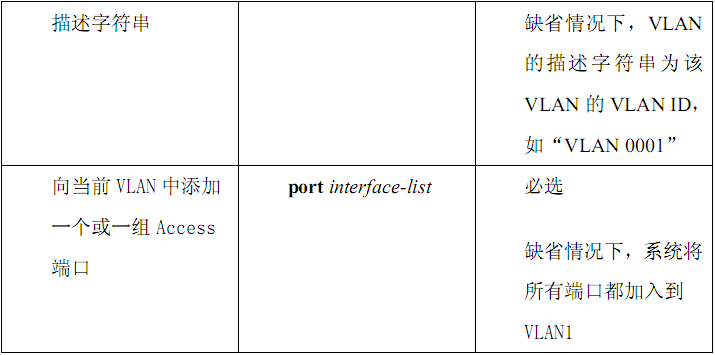 描述字符串
缺省情况下，VLAN
的描述字符串为该
VLAN 的 VLAN ID，
如“VLAN 0001”
向当前 VLAN 中添加
一个或一组 Access
端口
port interface-list
必选
缺省情况下，系统将
所有端口都加入到
VLAN1